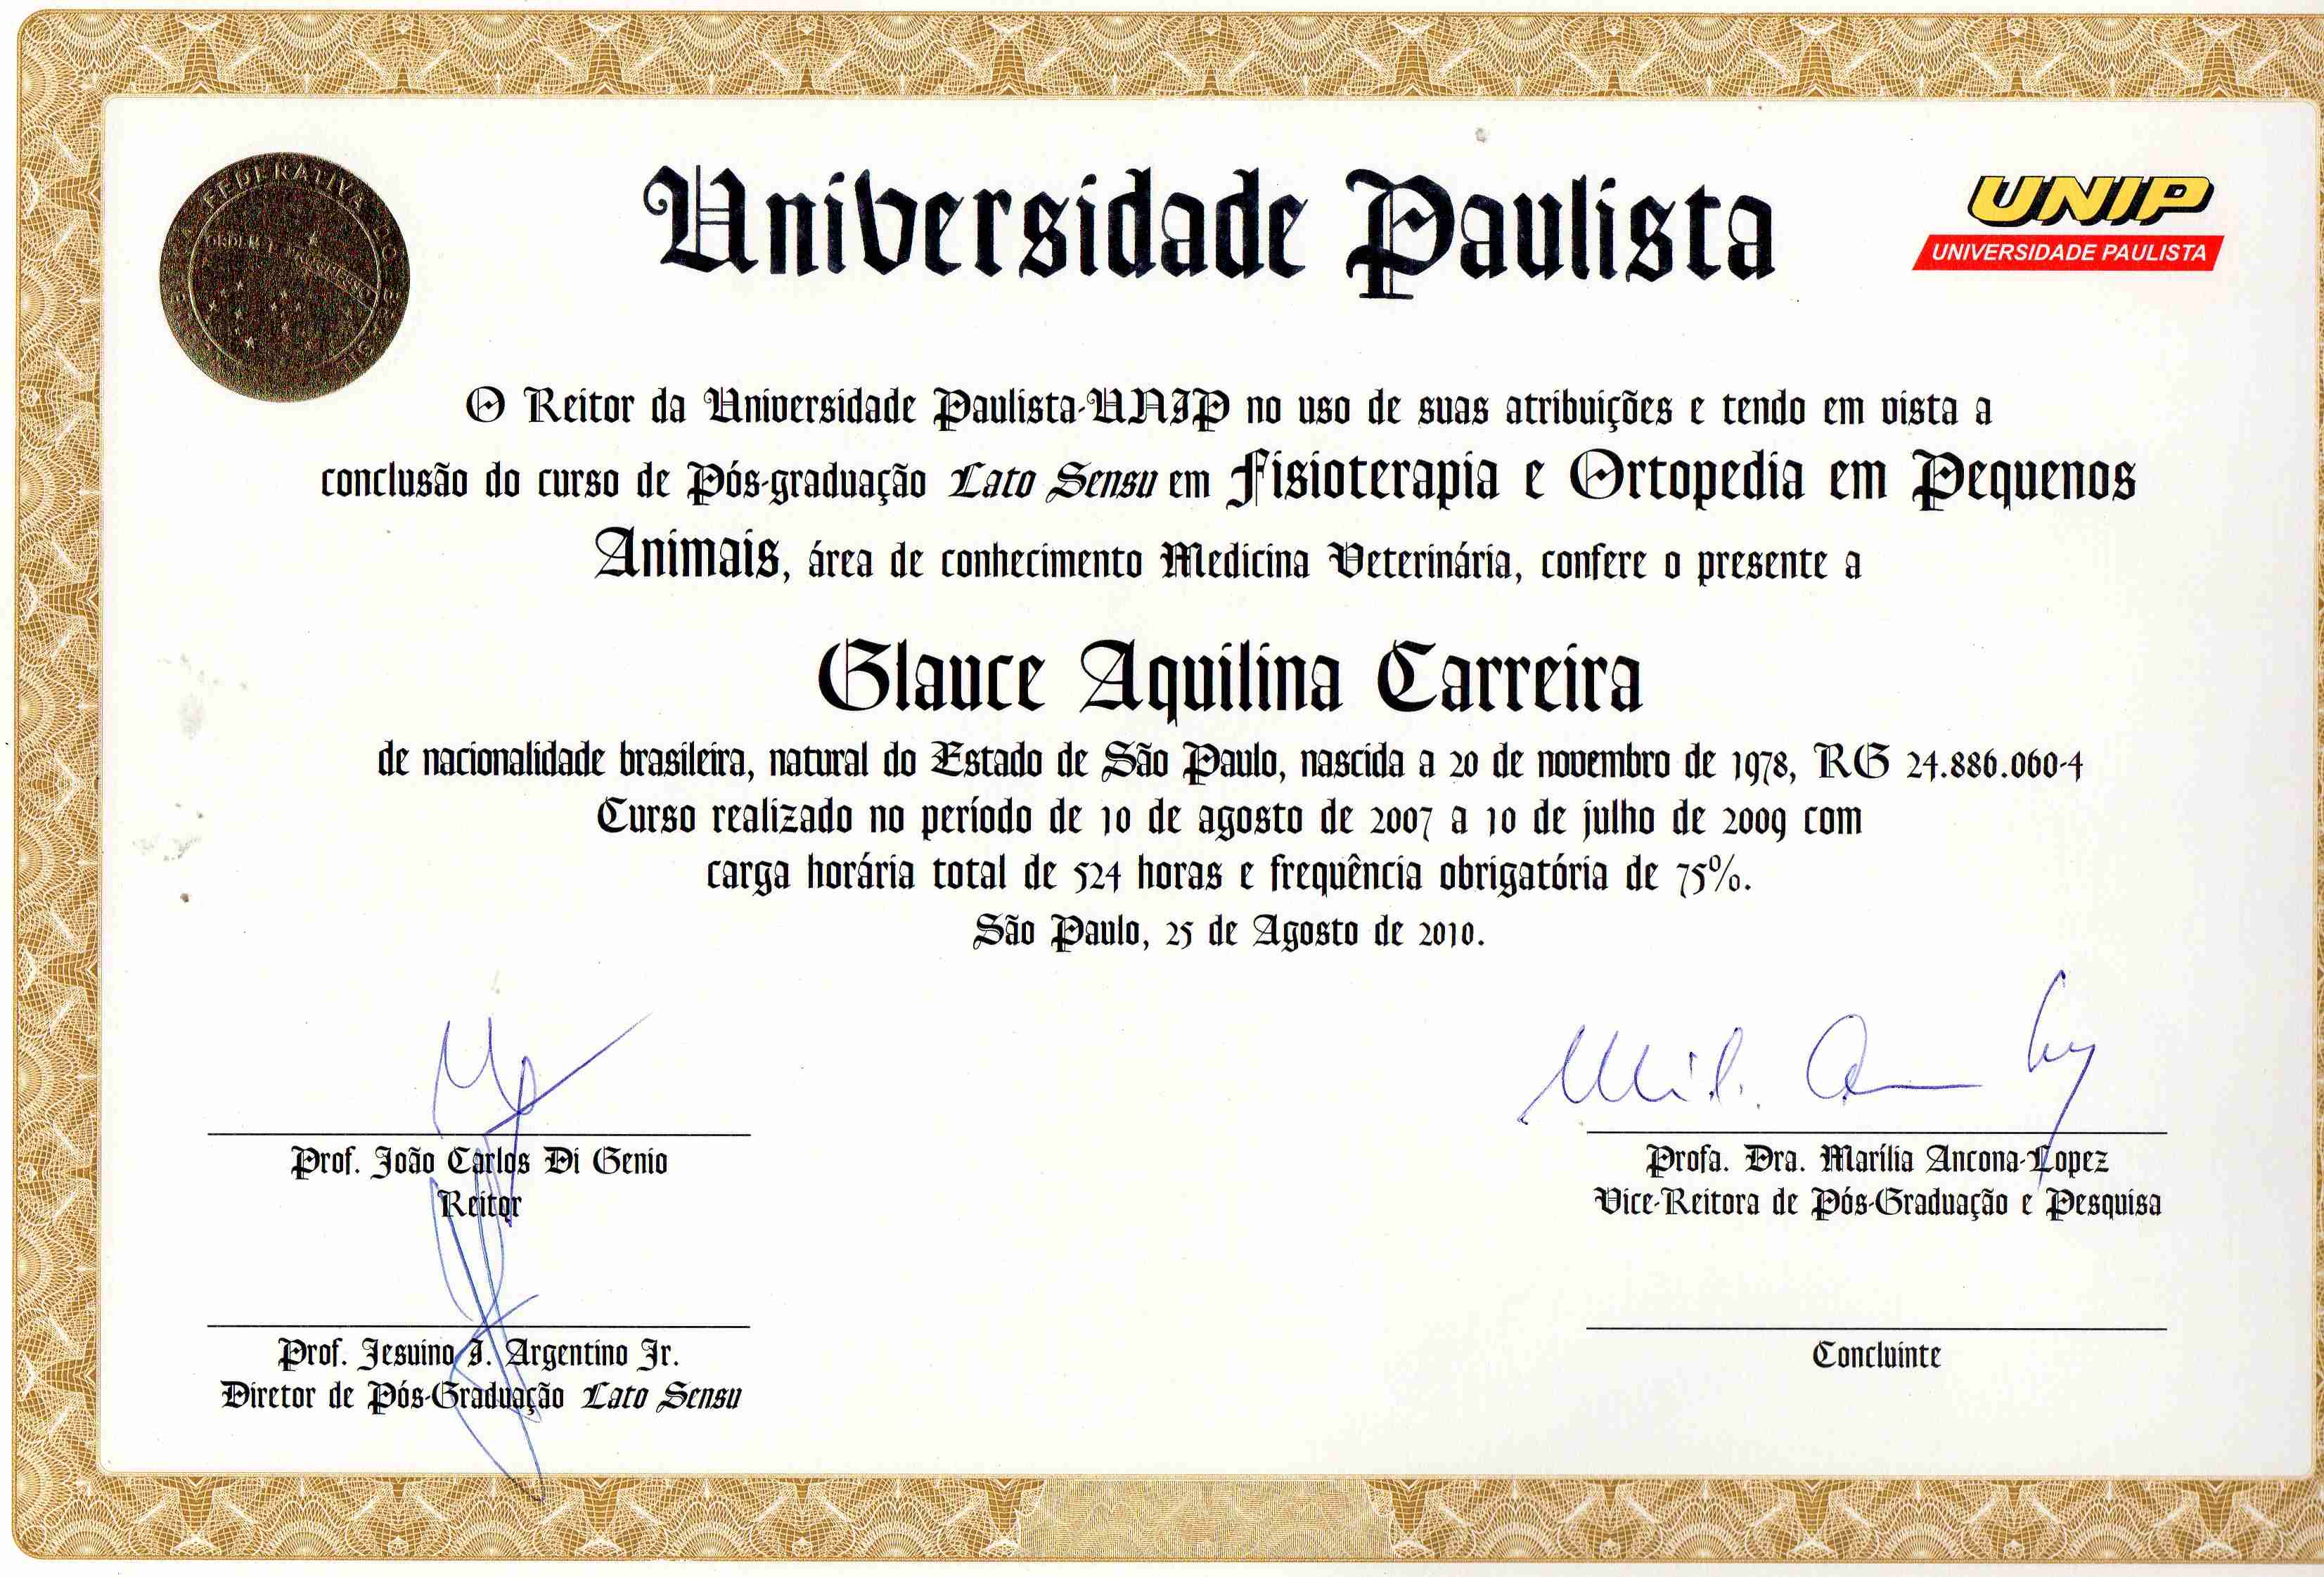 FEDERATIVA DO BRASIL
ORDEM E PROGRESSO
Universidade Paulista
UNIP
UNIVERSIDADE PAULISTA
O Reitor da Universidade Paulista-UNIP no uso de suas atribuições e tendo em vista a
conclusão do curso de Pós-graduação Lato Sensu em Fisioterapia e Ortopedia em Pequenos
Animais, área de conhecimento Medicina Veterinária, confere o presente a
Glauce Aquilina Carreira
de nacionalidade brasileira, natural do Estado de São Paulo, nascida a 20 de novembro de 1978, RG 24.886.060-4
Curso realizado no período de 10 de agosto de 2007 a 10 de julho de 2009 com
carga horária total de 524 horas e frequência obrigatória de 75%.
São Paulo, 25 de Agosto de 2010.
Prof. João Carlos Di Genio
Reitor
Profa. Dra. Marília Ancona-Lopez
Vice-Reitora de Pós-Graduação e Pesquisa
Prof. Jesuino I. Argentino Jr.
Diretor de Pós-Graduação Lato Sensu
Concluinte